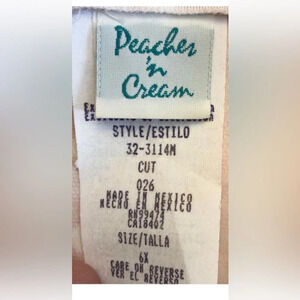 Peaches
'n
Cream
STYLE/ESTILO
32-3114M
CUT
026
MADE IN MEXICO
HECHO EN MEXICO
RN99474
CA18402
SIZE/TALLA
6X
CARE ON REVERSE
VER EL REVERSO